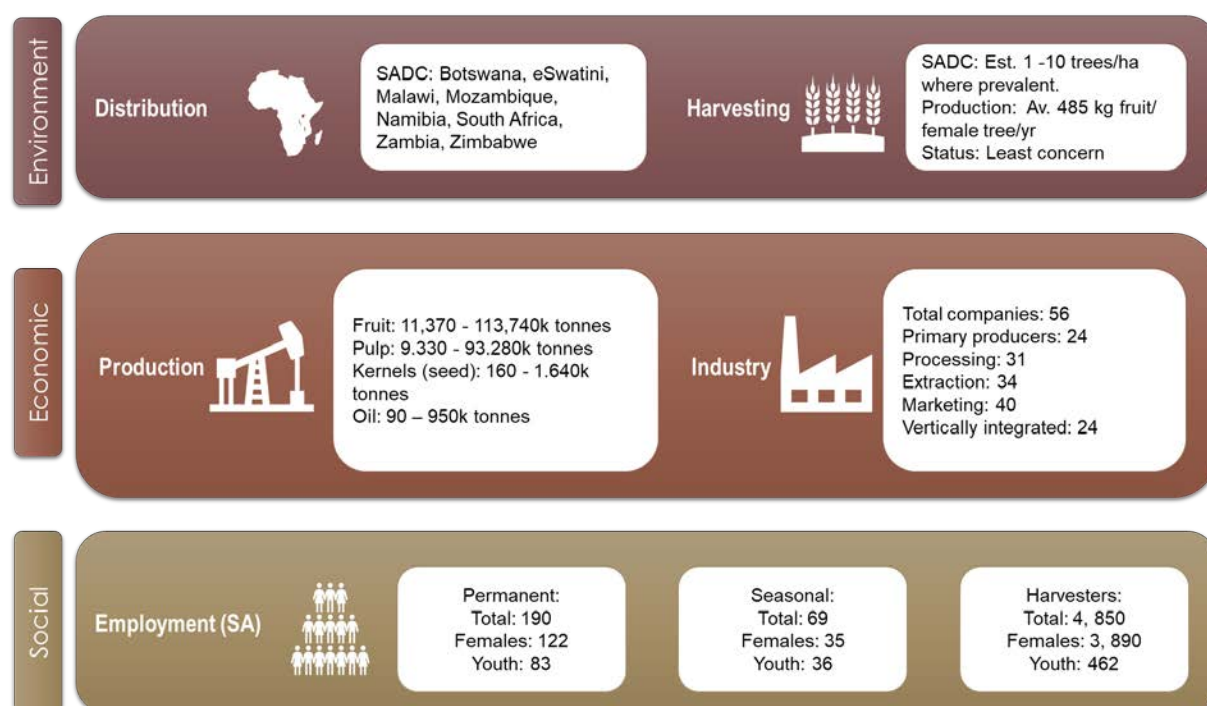 Environment
Distribution
SADC: Botswana, eSwatini,
Malawi, Mozambique,
Namibia, South Africa,
Zambia, Zimbabwe
Harvesting
SADC: Est. 1 -10 trees/ha
where prevalent.
Production: Av. 485 kg fruit/
female tree/yr
Status: Least concern
Economic
Production
Fruit: 11,370 - 113,740k tonnes
Pulp: 9.330 - 93.280k tonnes
Kernels (seed): 160 - 1.640k
tonnes
Oil: 90 – 950k tonnes
Industry
Total companies: 56
Primary producers: 24
Processing: 31
Extraction: 34
Marketing: 40
Vertically integrated: 24
Social
Employment (SA)
Permanent:
Total: 190
Females: 122
Youth: 83
Seasonal:
Total: 69
Females: 35
Youth: 36
Harvesters:
Total: 4, 850
Females: 3, 890
Youth: 462